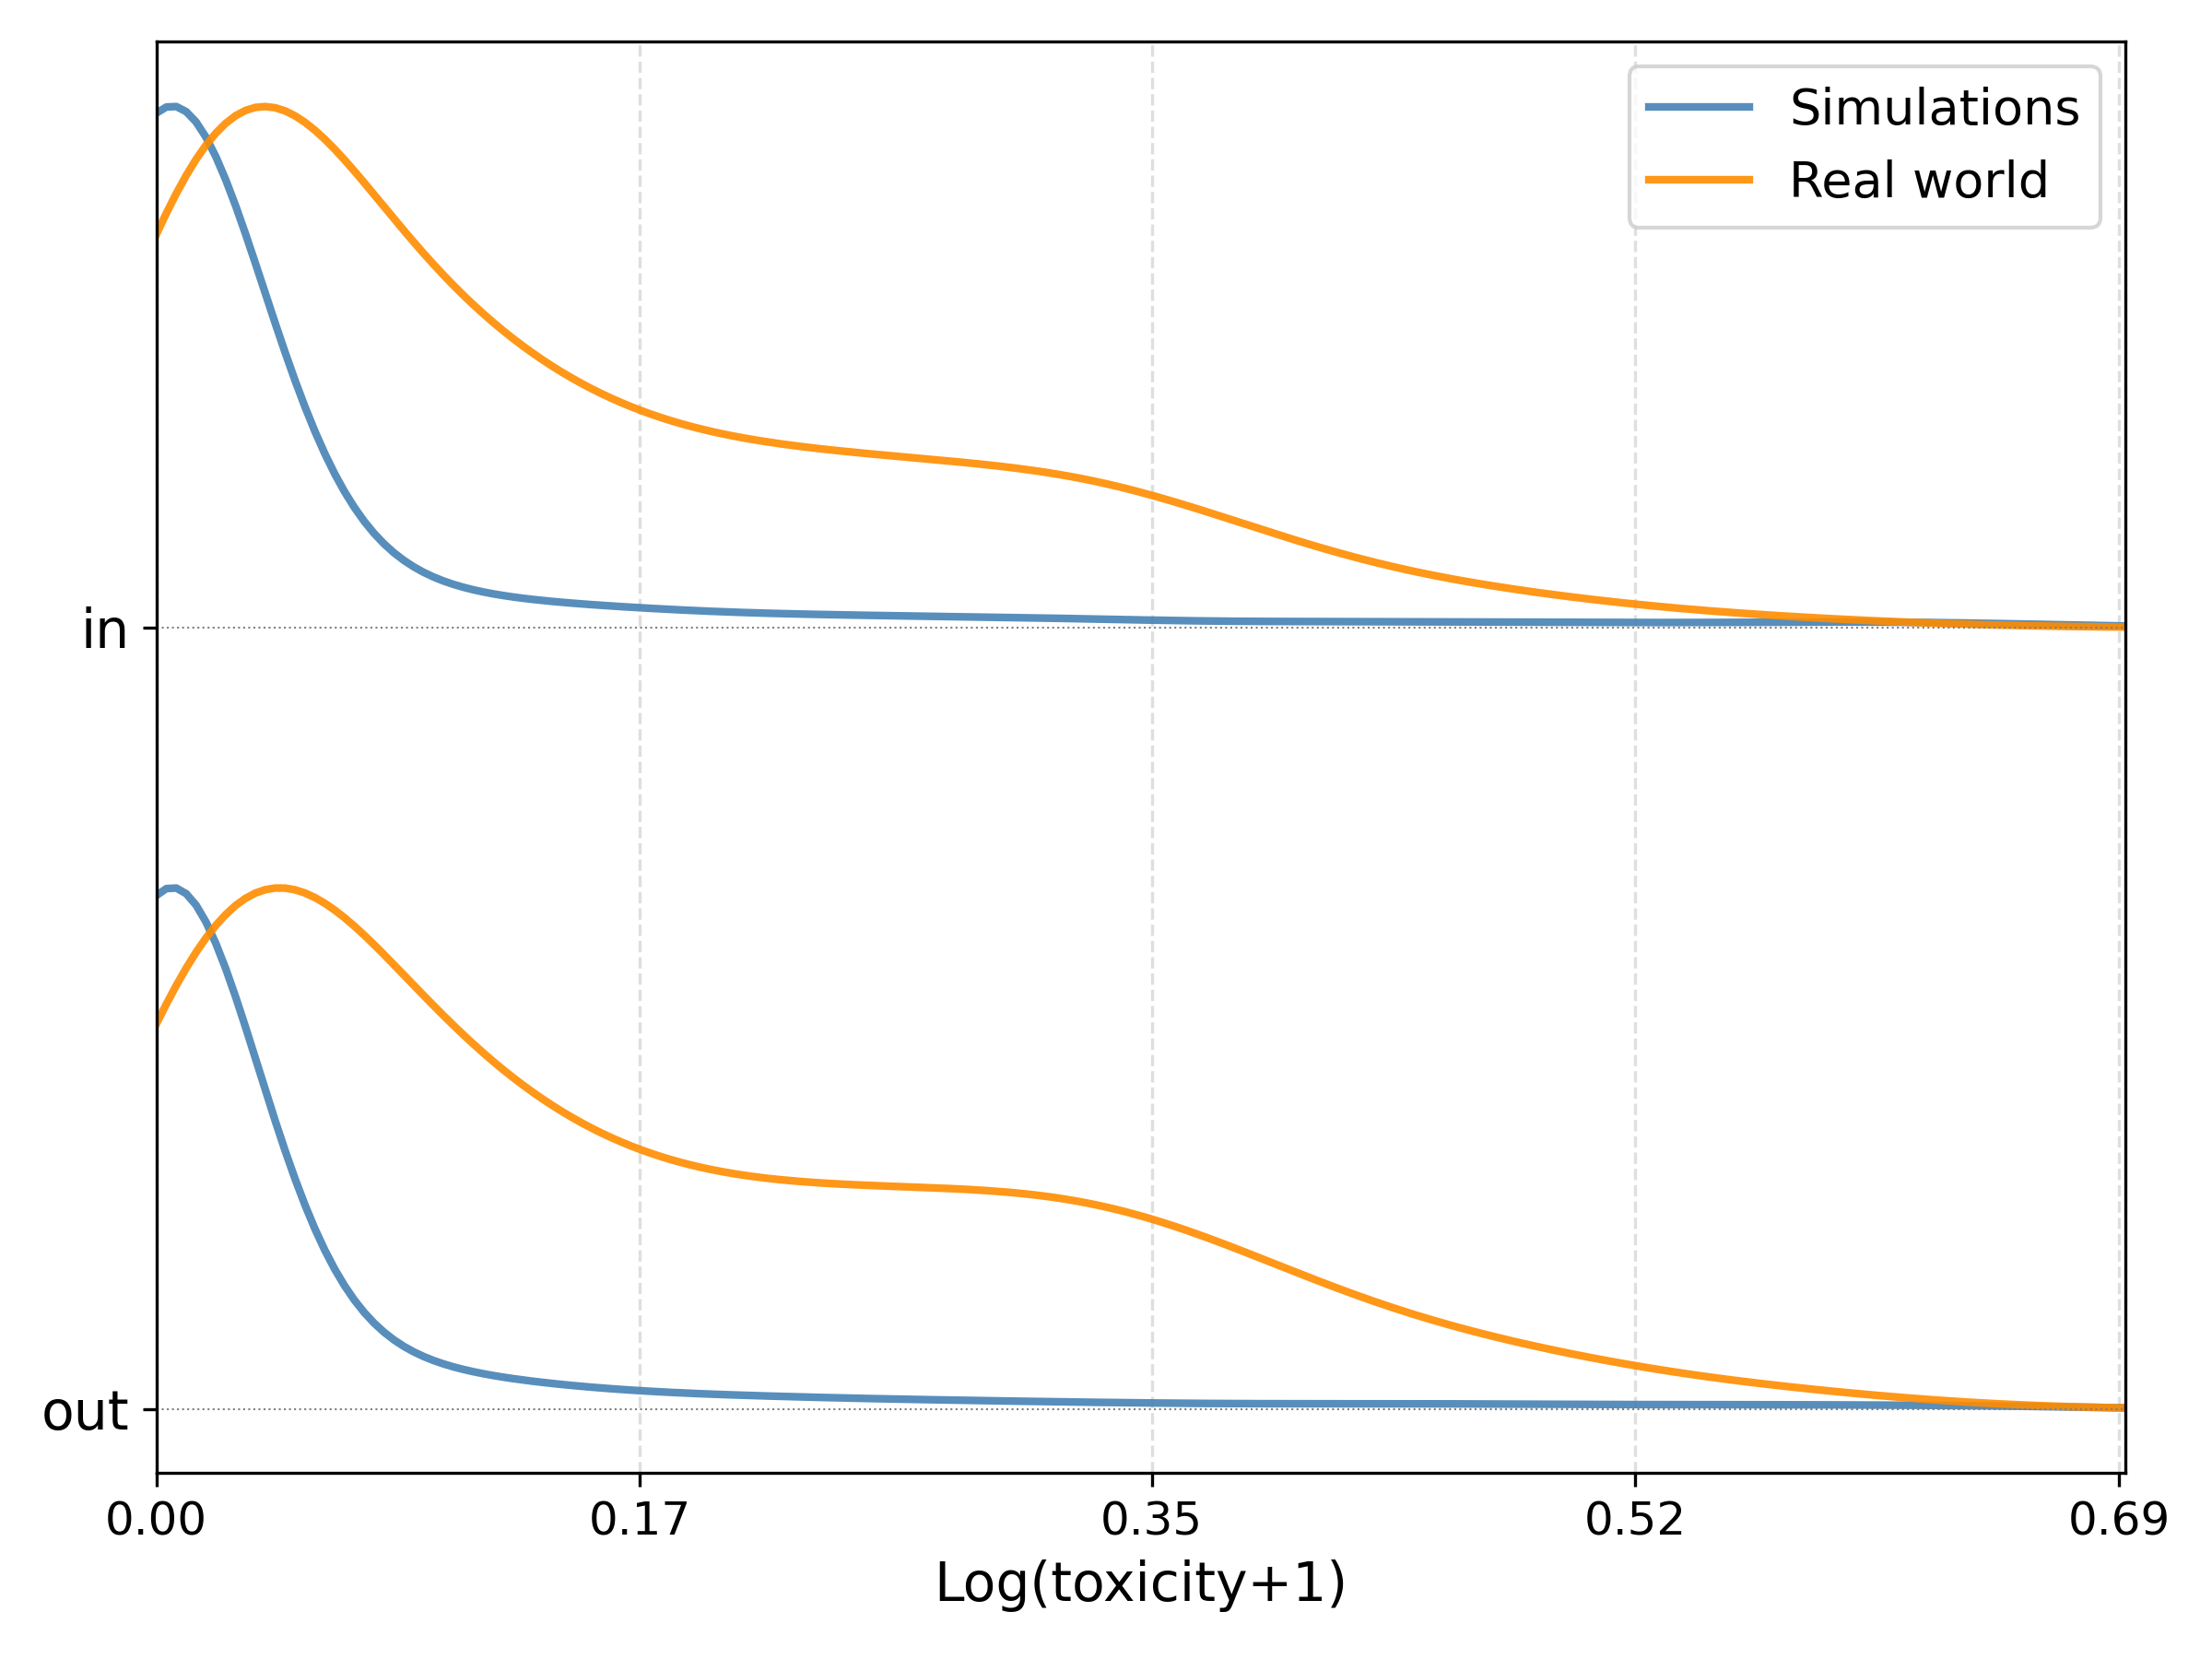 Simulations
Real world
in
out
0.00 0.17 0.35 0.52 0.69
Log(toxicity+1)